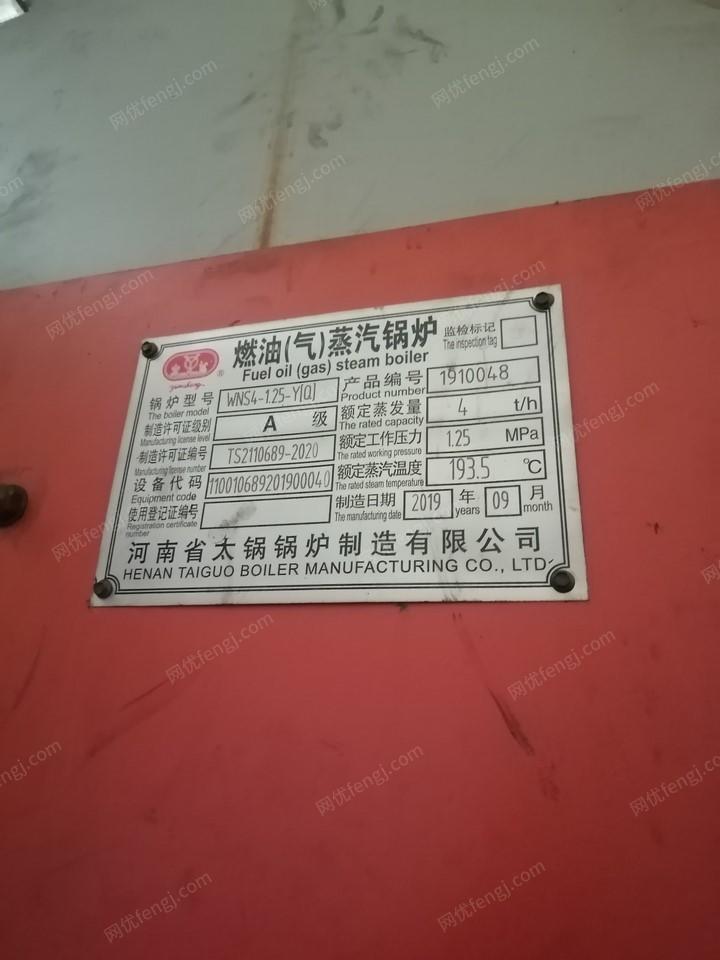 燃油(气)蒸汽锅炉
Fuel oil (gas) steam boiler
监检标记
The inspection tag
锅炉型号 WNS4-1.25-Y[Q]
The boiler model
产品编号 1910048
Product number
制造许可证级别 A 级
Manufacturing license level
额定蒸发量 4 t/h
The rated capacity
制造许可证编号 TS2110689-2020
Manufacturing license number
额定工作压力 1.25 MPa
The rated working pressure
设备代码 110010689201900040
Equipment code
额定蒸汽温度 193.5 ℃
The rated steam temperature
使用登记证编号
Registration certificate number
制造日期 2019 年 09 月
The manufacturing date years month
河南省太锅锅炉制造有限公司
HENAN TAIGUO BOILER MANUFACTURING CO., LTD.
网优fengj.com